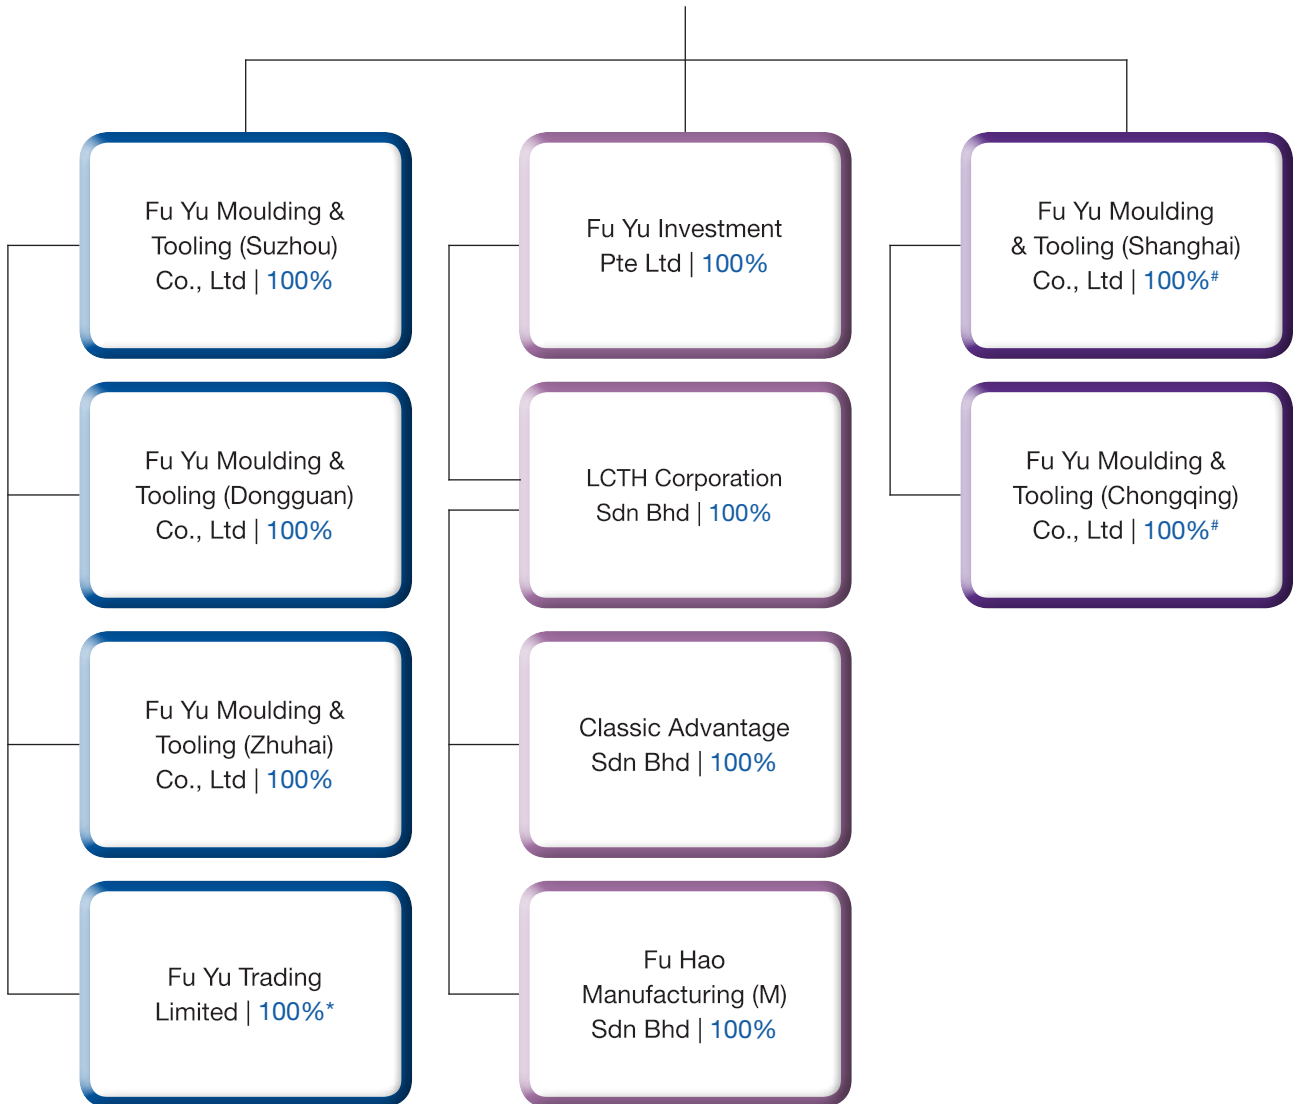 Fu Yu Moulding &
Tooling (Suzhou)
Co., Ltd | 100%
Fu Yu Moulding &
Tooling (Dongguan)
Co., Ltd | 100%
Fu Yu Moulding &
Tooling (Zhuhai)
Co., Ltd | 100%
Fu Yu Trading
Limited | 100%*
Fu Yu Investment
Pte Ltd | 100%
LCTH Corporation
Sdn Bhd | 100%
Classic Advantage
Sdn Bhd | 100%
Fu Hao
Manufacturing (M)
Sdn Bhd | 100%
Fu Yu Moulding
& Tooling (Shanghai)
Co., Ltd | 100%#
Fu Yu Moulding &
Tooling (Chongqing)
Co., Ltd | 100%#